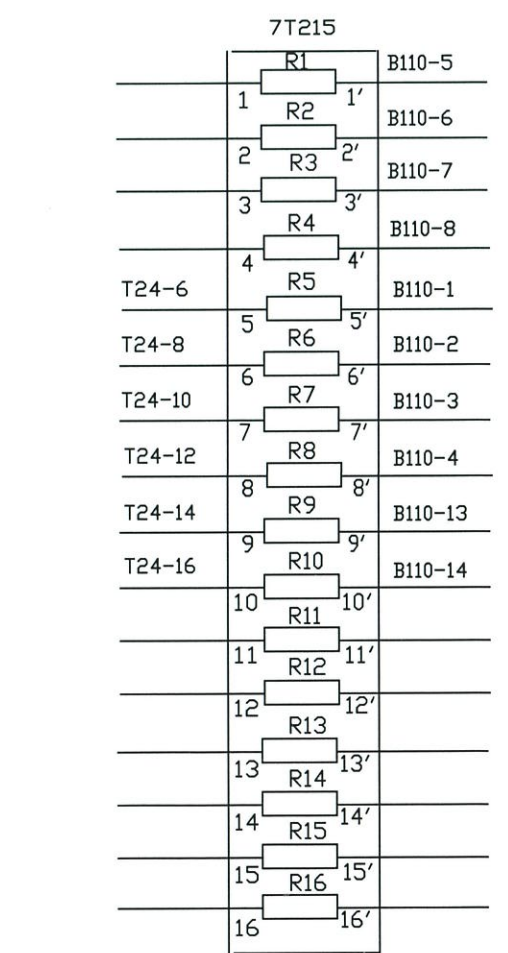 7T215
R1 B110-5
1 1′
R2 B110-6
2 2′
R3 B110-7
3 3′
R4 B110-8
4 4′
T24-6 R5 B110-1
5 5′
T24-8 R6 B110-2
6 6′
T24-10 R7 B110-3
7 7′
T24-12 R8 B110-4
8 8′
T24-14 R9 B110-13
9 9′
T24-16 R10 B110-14
10 10′
R11
11 11′
R12
12 12′
R13
13 13′
R14
14 14′
R15
15 15′
R16
16 16′